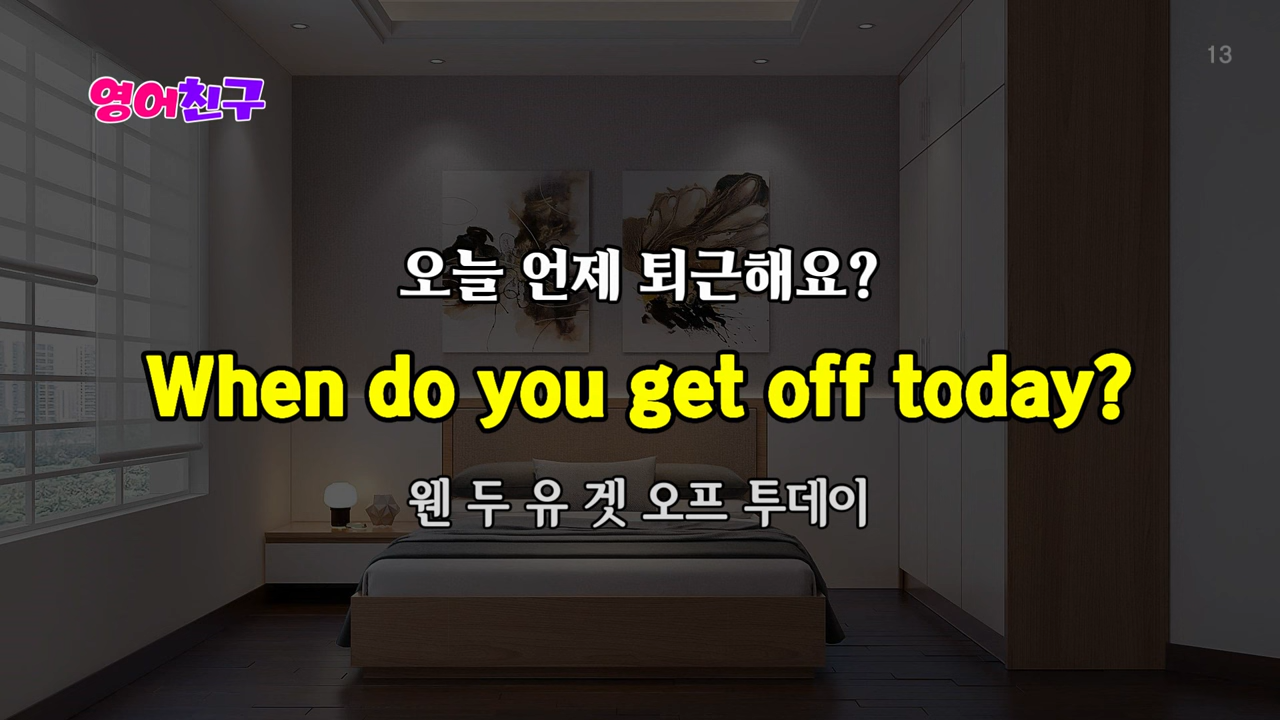 13
영어친구
오늘 언제 퇴근해요?
When do you get off today?
웬 두 유 겟 오프 투데이